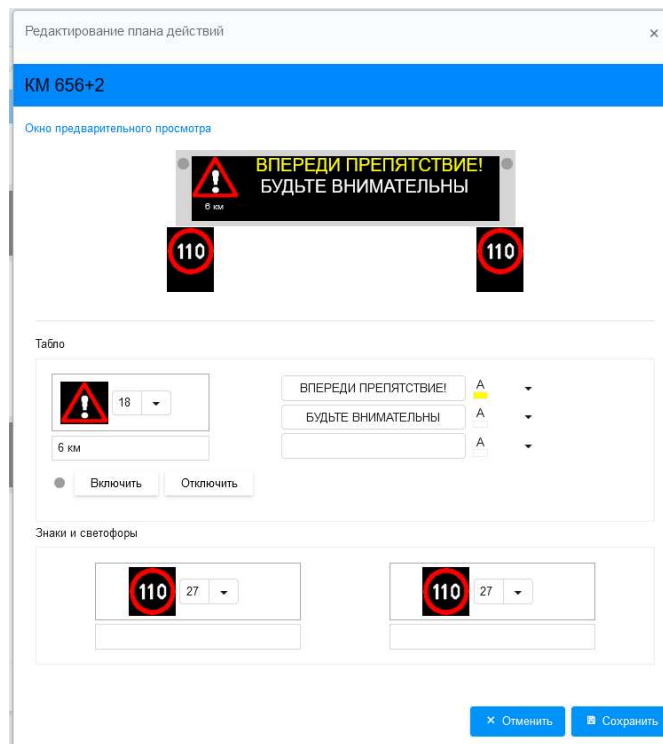 Редактирование плана действий ×
КМ 656+2
Окно предварительного просмотра
ВПЕРЕДИ ПРЕПЯТСТВИЕ!
БУДЬТЕ ВНИМАТЕЛЬНЫ
6 км
110 110
Табло
18
6 км
ВПЕРЕДИ ПРЕПЯТСТВИЕ! A
БУДЬТЕ ВНИМАТЕЛЬНЫ A
A
Включить Отключить
Знаки и светофоры
110 27 110 27
× Отменить Сохранить